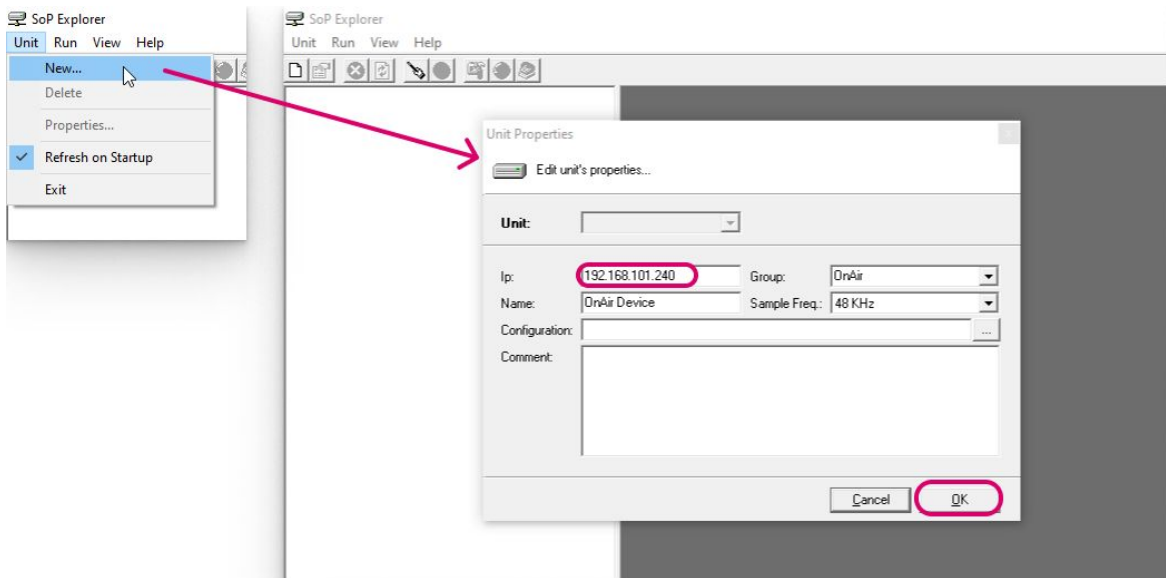 SoP Explorer
Unit Run View Help
New...
Delete
Properties...
Refresh on Startup
Exit
SoP Explorer
Unit Run View Help
Unit Properties
Edit unit's properties...
Unit:
Ip: 192.168.101.240 Group: OnAir
Name: OnAir Device Sample Freq.: 48 KHz
Configuration: ...
Comment:
Cancel OK